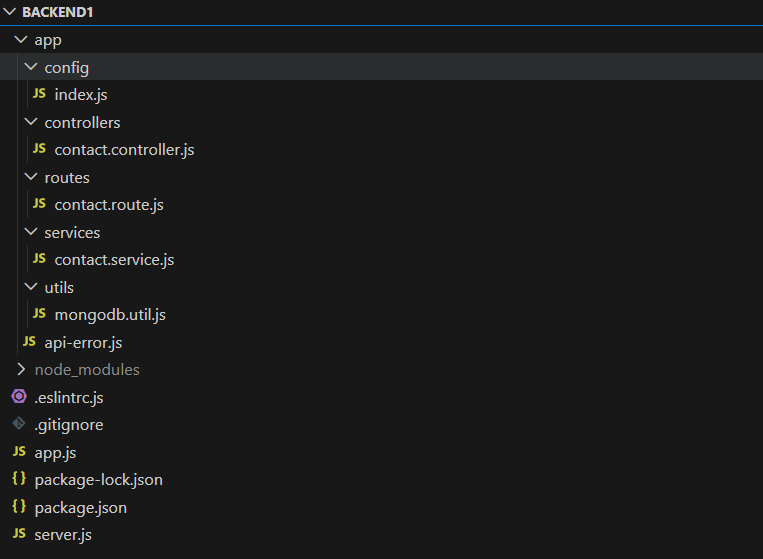 BACKEND1
app
config
JS index.js
controllers
JS contact.controller.js
routes
JS contact.route.js
services
JS contact.service.js
utils
JS mongodb.util.js
JS api-error.js
node_modules
.eslintrc.js
.gitignore
JS app.js
{} package-lock.json
{} package.json
JS server.js